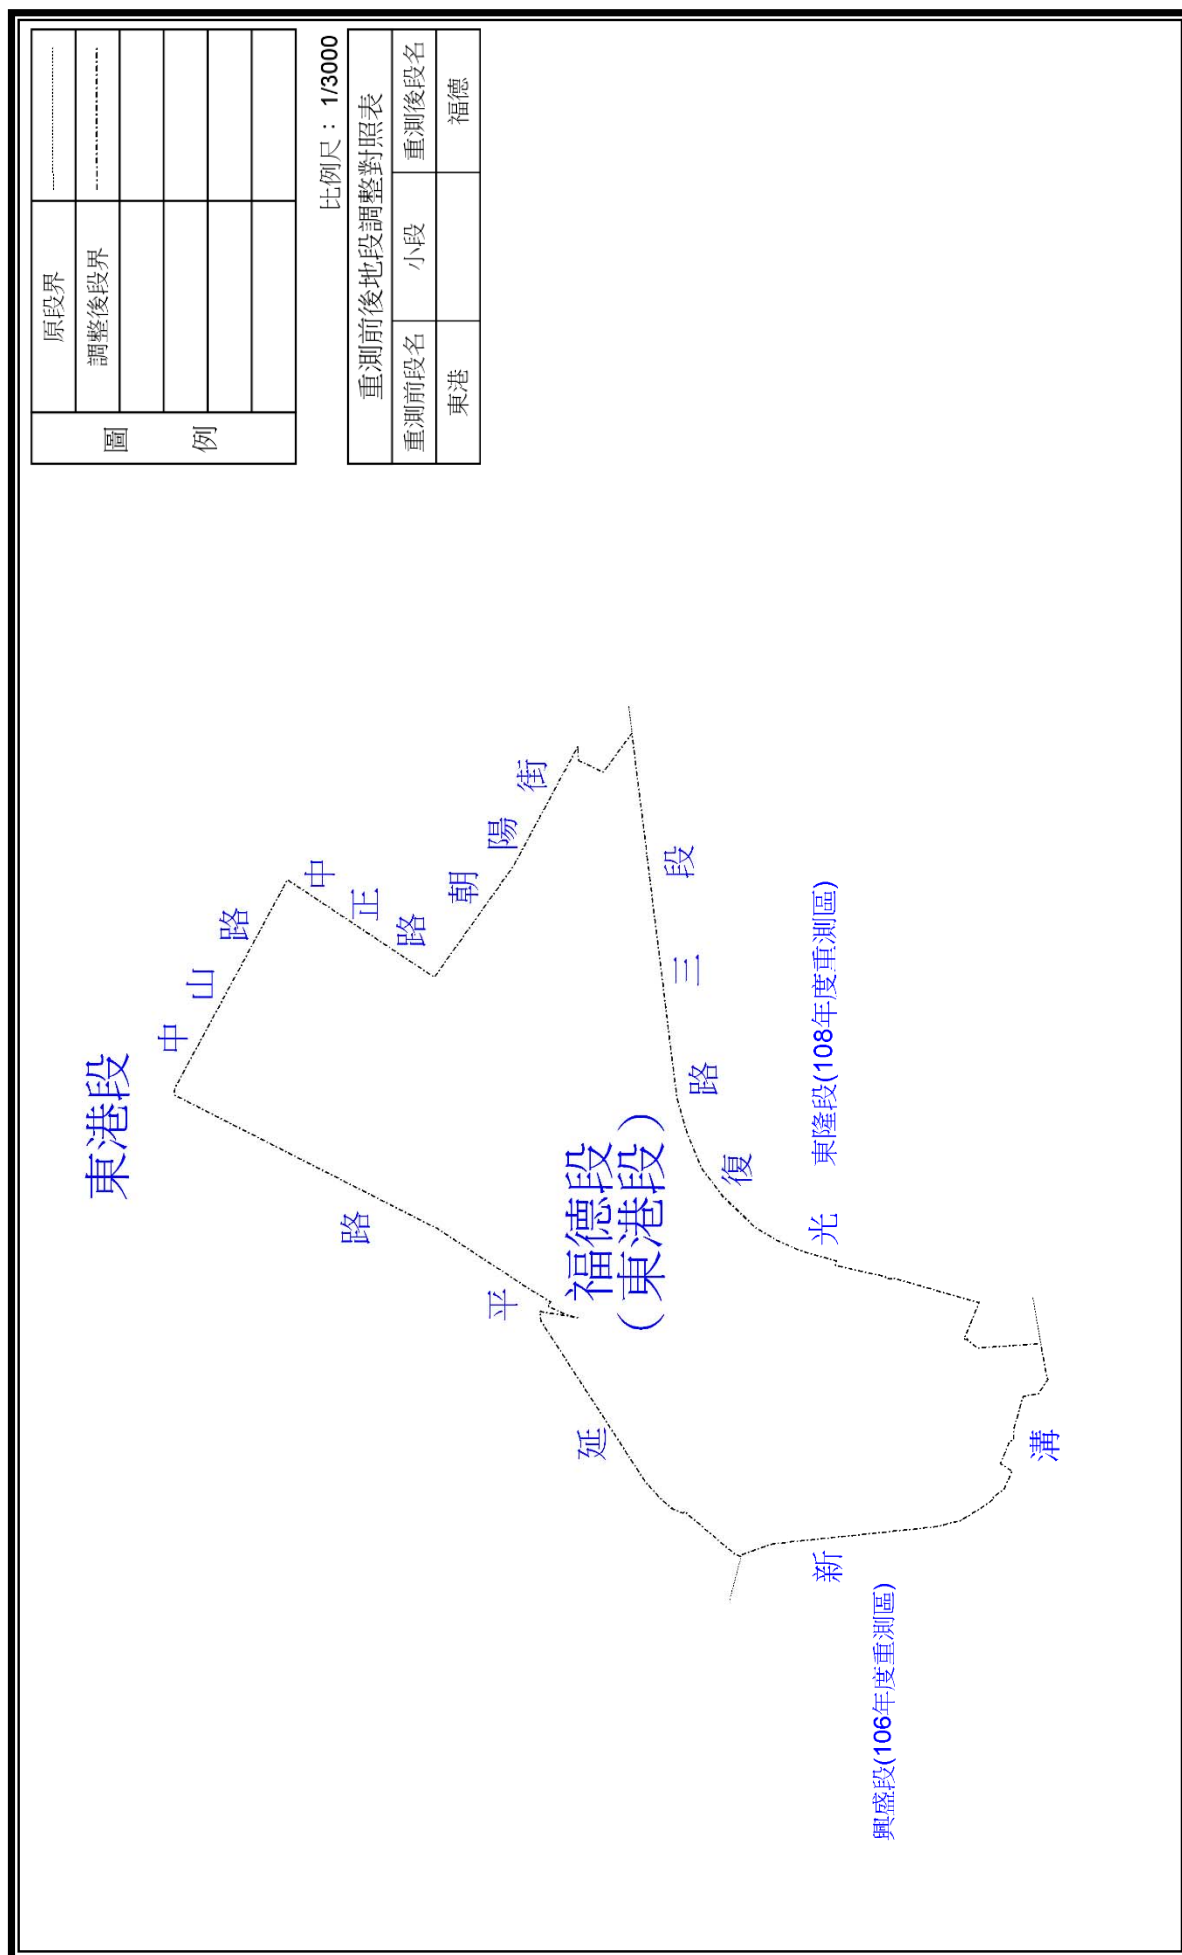 圖例
原段界
調整後段界
比例尺：1/3000
重測前後地段調整對照表
重測前段名 小段 重測後段名
東港 福德
東港段
中山路
中正路
朝陽街
延平路
福德段
(東港段)
光復路三段
東隆段(108年度重測區)
新溝
興盛段(106年度重測區)